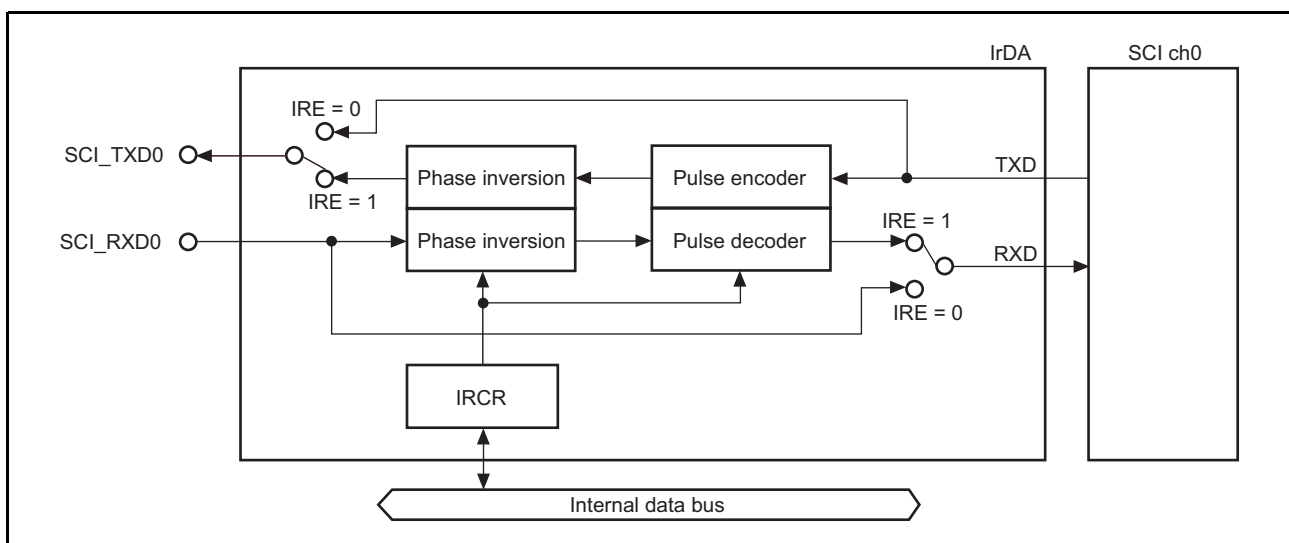 IrDA
SCI ch0
IRE = 0
SCI_TXD0
Phase inversion
Pulse encoder
TXD
IRE = 1
SCI_RXD0
Phase inversion
Pulse decoder
IRE = 1
RXD
IRE = 0
IRCR
Internal data bus